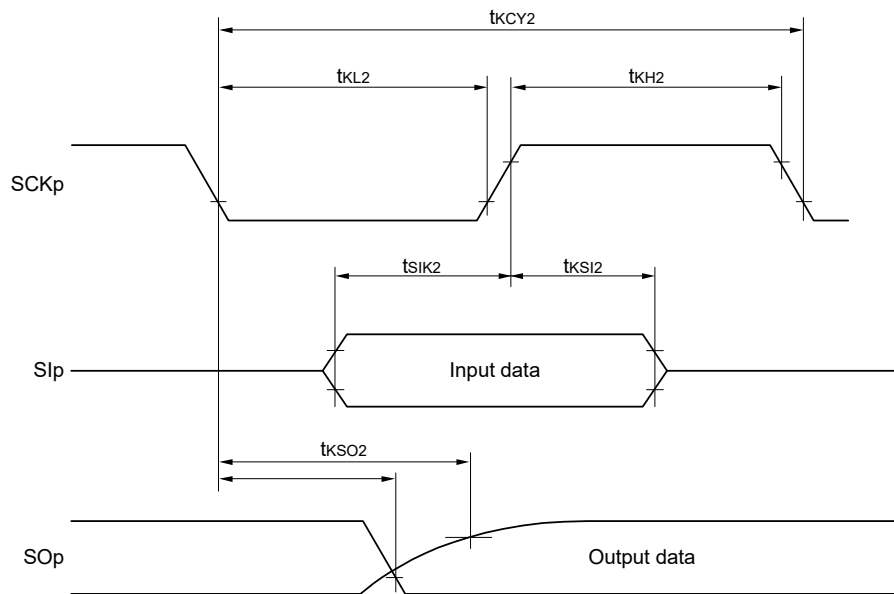 tKCY2
tKL2
tKH2
SCKp
tSIK2
tKSI2
SIp
Input data
tKSO2
SOp
Output data